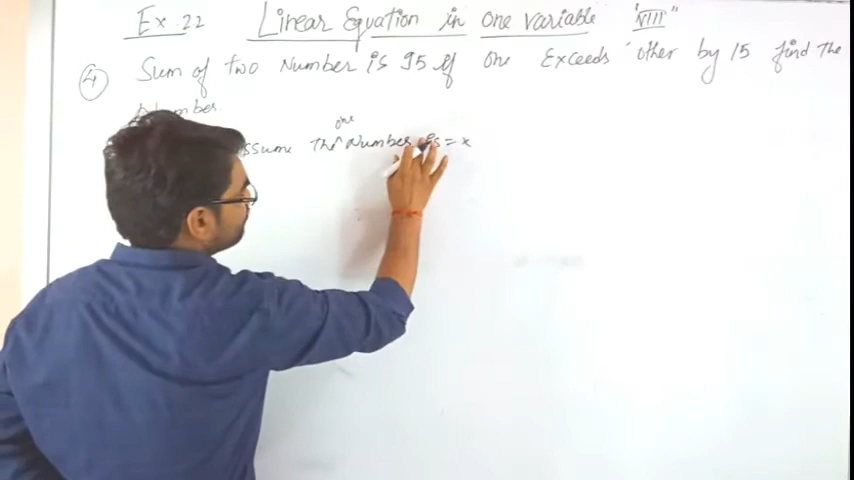 Ex. 22 Linear Equation in one variable "VIII"
④ Sum of two Number is 95 if one Exceeds other by 15 find The
Number.
one
ssume The ^ Number is = x